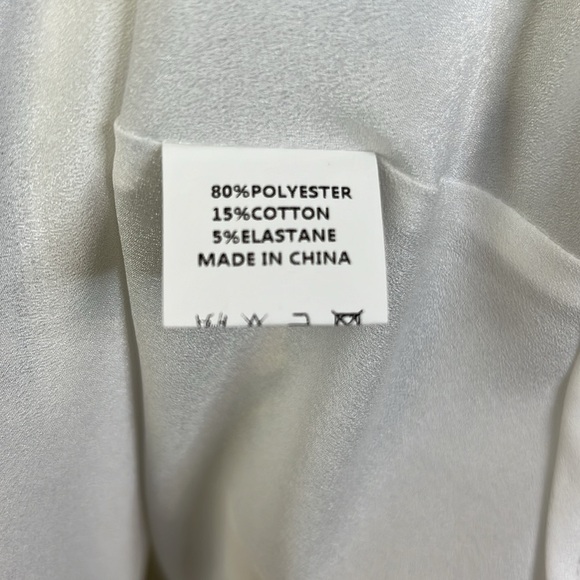 80%POLYESTER
15%COTTON
5%ELASTANE
MADE IN CHINA